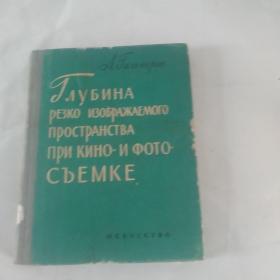 ГЛУБИНА
РЕЗКО ИЗОБРАЖАЕМОГО
ПРОСТРАНСТВА
ПРИ КИНО- И ФОТО-
СЪЕМКЕ
ИСКУССТВО